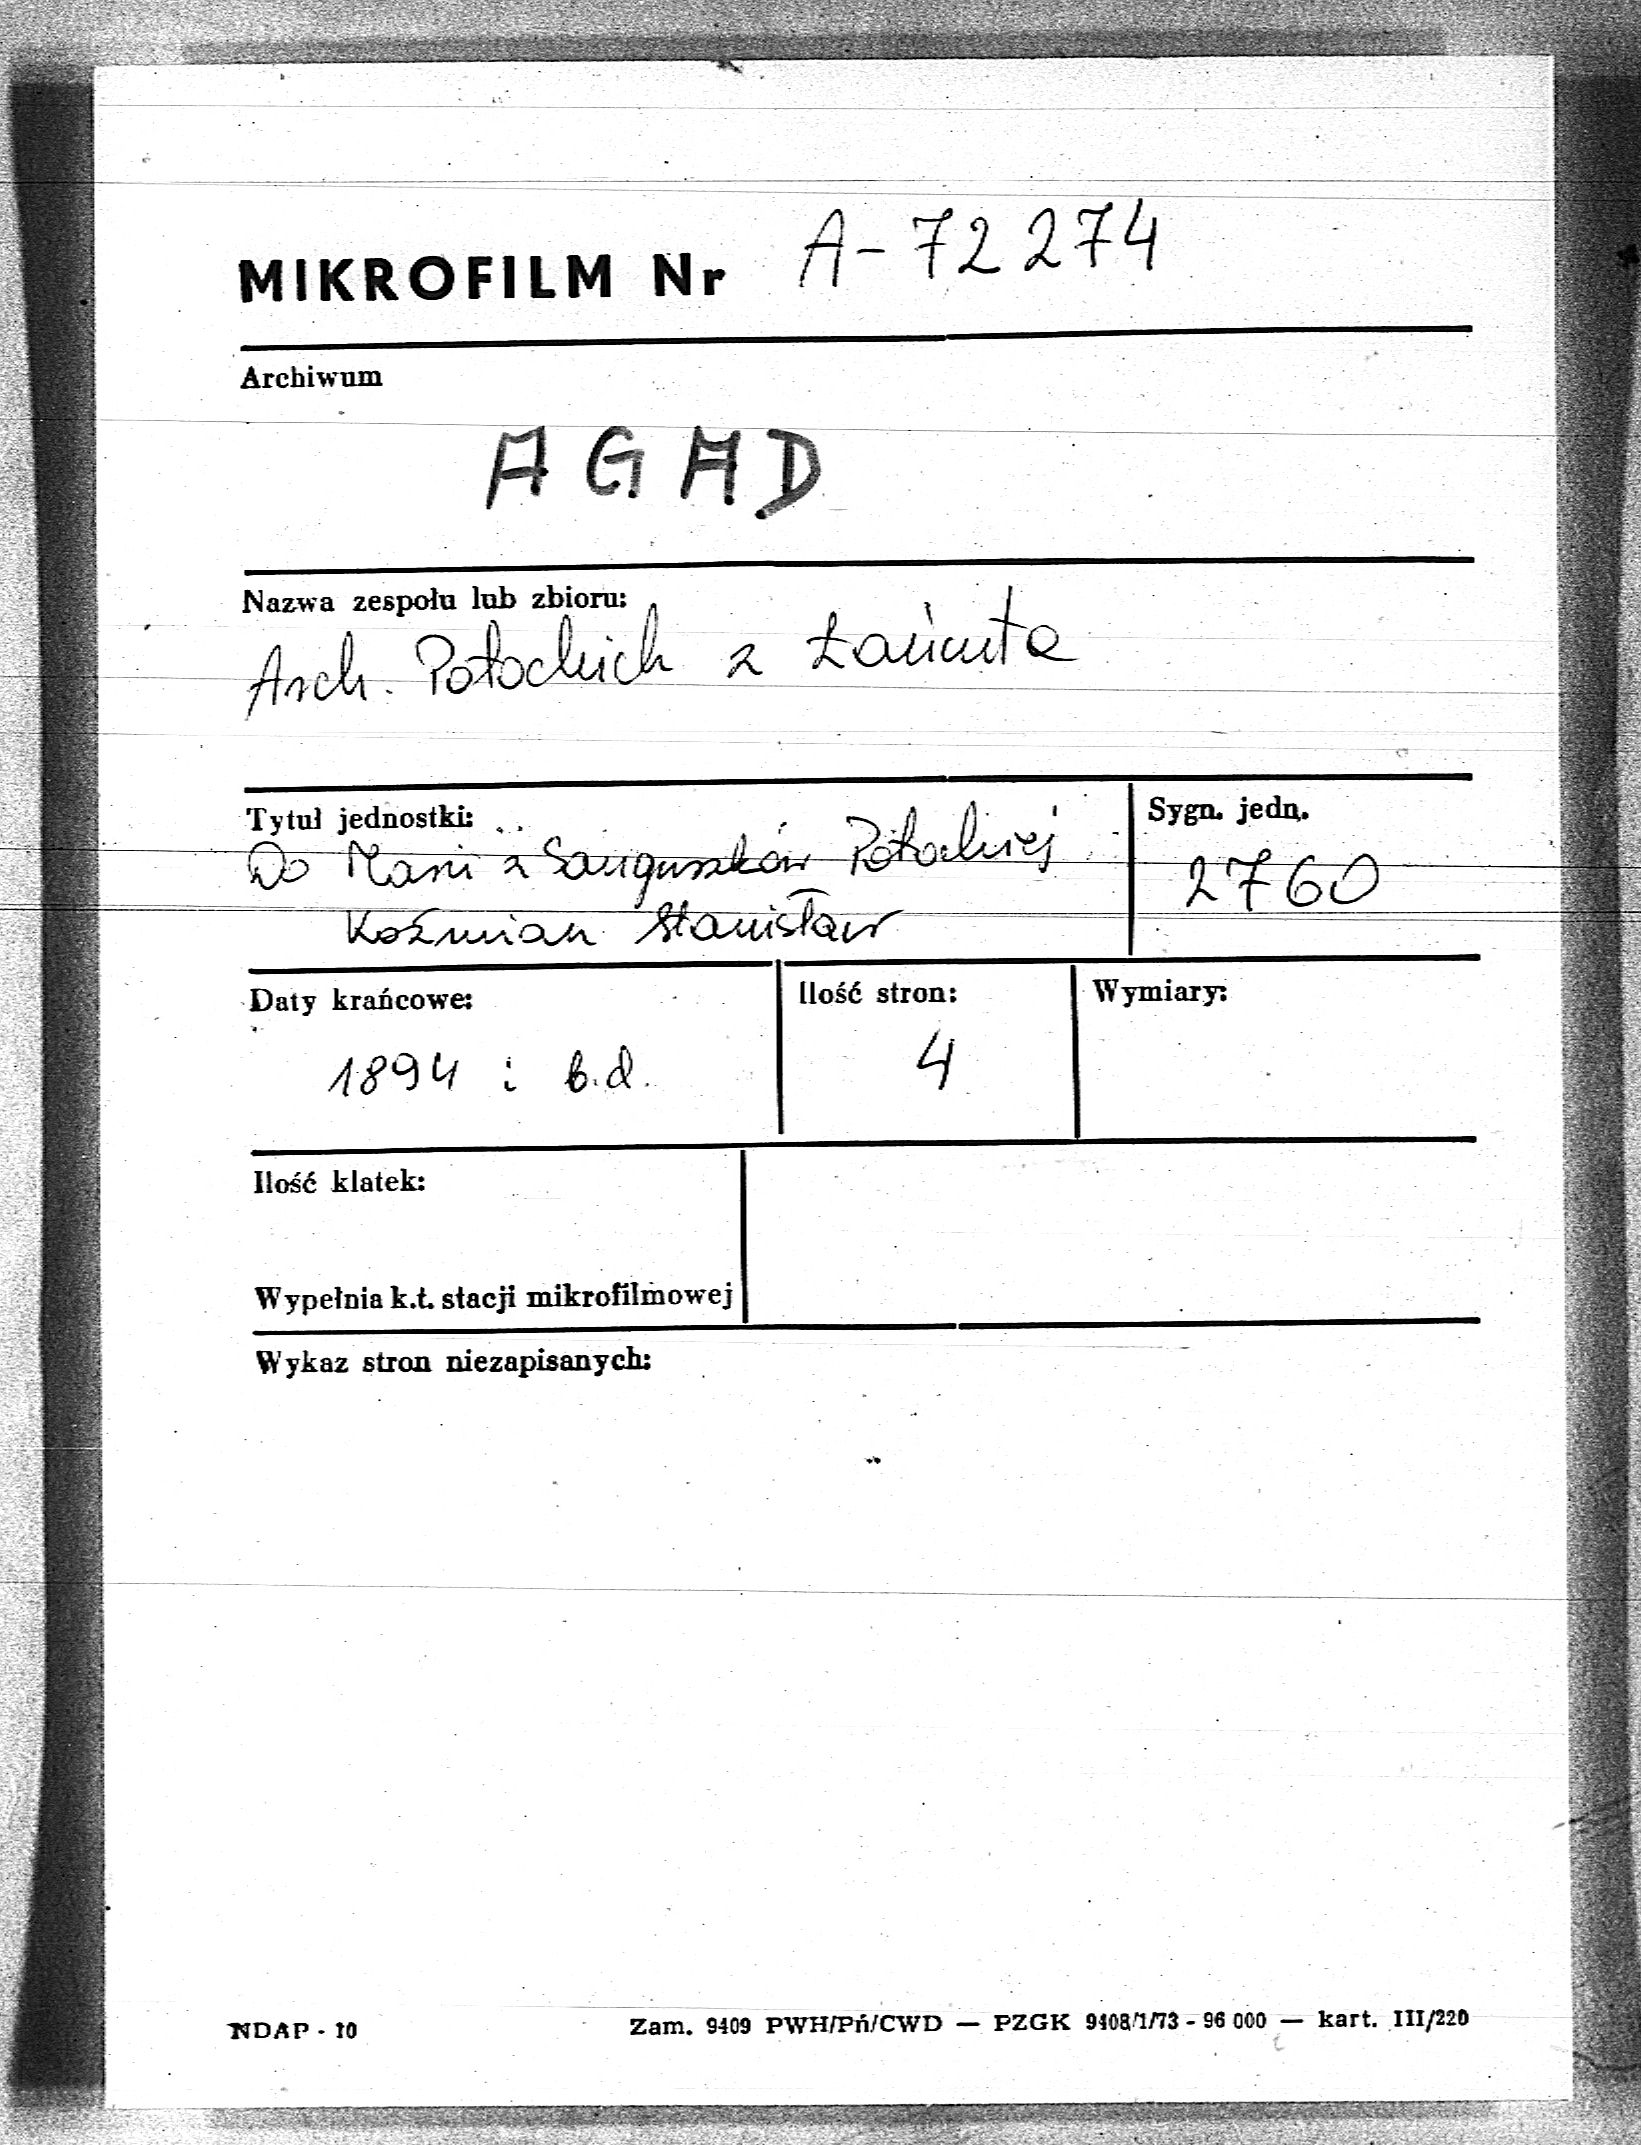 MIKROFILM Nr A-72274
Archiwum
AGAD
Nazwa zespołu lub zbioru:
Arch. Potockich z Łańcuta
Tytuł jednostki:
Sygn. jedn.
Do Marii z Sanguszków Potockiej
2760
Koźmian Stanisław
Daty krańcowe:
Ilość stron:
Wymiary:
1894 i b.d.
4
Ilość klatek:
Wypełnia k.t. stacji mikrofilmowej
Wykaz stron niezapisanych:
NDAP - 10
Zam. 9409 PWH/Pń/CWD — PZGK 9408/1/73 - 96 000 — kart. III/220